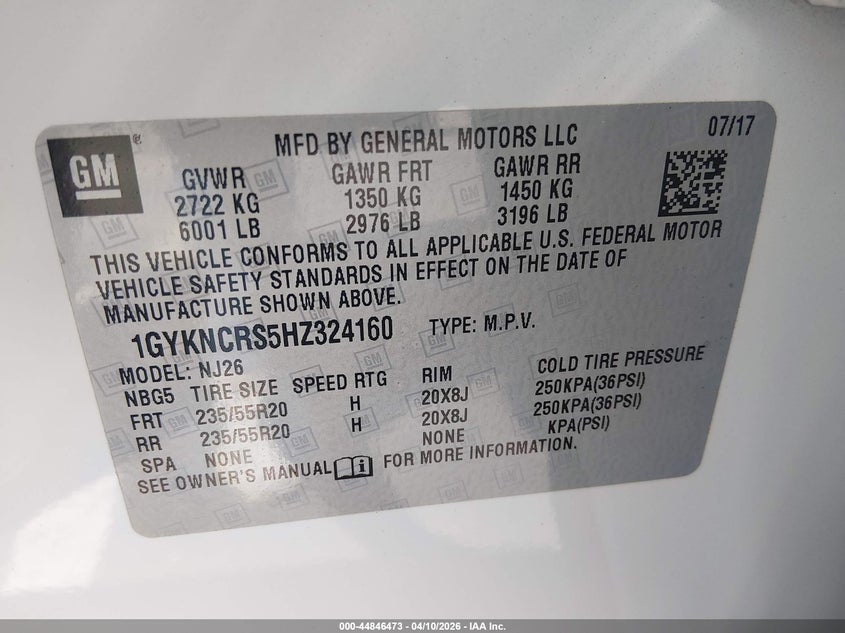 GM
®
MFD BY GENERAL MOTORS LLC 07/17
GVWR GAWR FRT GAWR RR
2722 KG 1350 KG 1450 KG
6001 LB 2976 LB 3196 LB
THIS VEHICLE CONFORMS TO ALL APPLICABLE U.S. FEDERAL MOTOR
VEHICLE SAFETY STANDARDS IN EFFECT ON THE DATE OF
MANUFACTURE SHOWN ABOVE.
1GYKNCRS5HZ324160 TYPE: M.P.V.
MODEL: NJ26
NBG5 TIRE SIZE SPEED RTG RIM COLD TIRE PRESSURE
FRT 235/55R20 H 20X8J 250KPA(36PSI)
RR 235/55R20 H 20X8J 250KPA(36PSI)
SPA NONE NONE KPA(PSI)
SEE OWNER'S MANUAL FOR MORE INFORMATION.
000-44846473 - 04/10/2026 - IAA Inc.